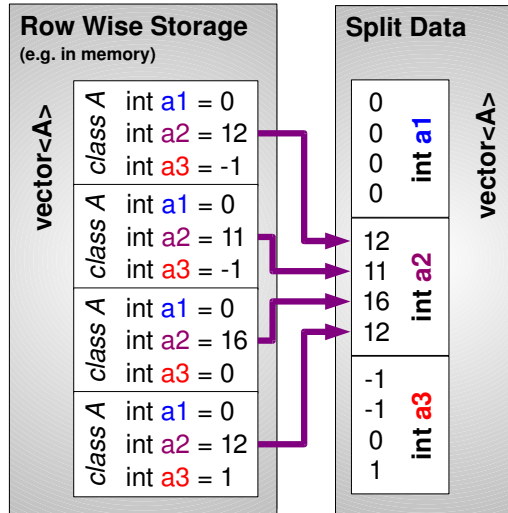 Row Wise Storage
(e.g. in memory)
vector<A>
class A
int a1 = 0
int a2 = 12
int a3 = -1
class A
int a1 = 0
int a2 = 11
int a3 = -1
class A
int a1 = 0
int a2 = 16
int a3 = 0
class A
int a1 = 0
int a2 = 12
int a3 = 1
Split Data
0
0
0
0
int a1
12
11
16
12
int a2
-1
-1
0
1
int a3
vector<A>